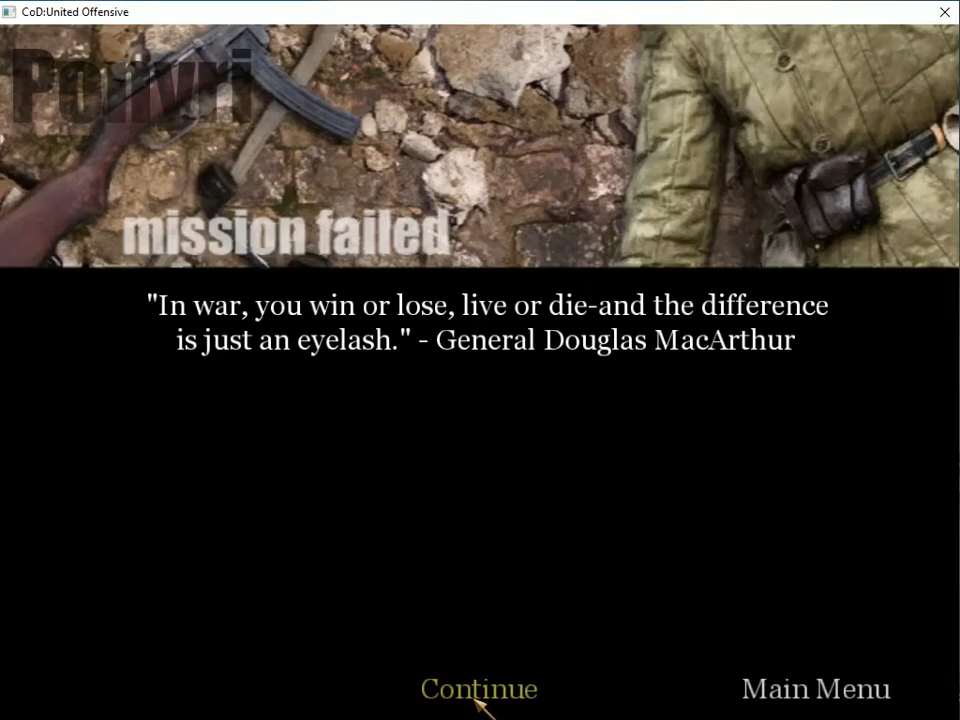 CoD:United Offensive
Ponyri
mission failed
"In war, you win or lose, live or die-and the difference
is just an eyelash." - General Douglas MacArthur
Continue
Main Menu